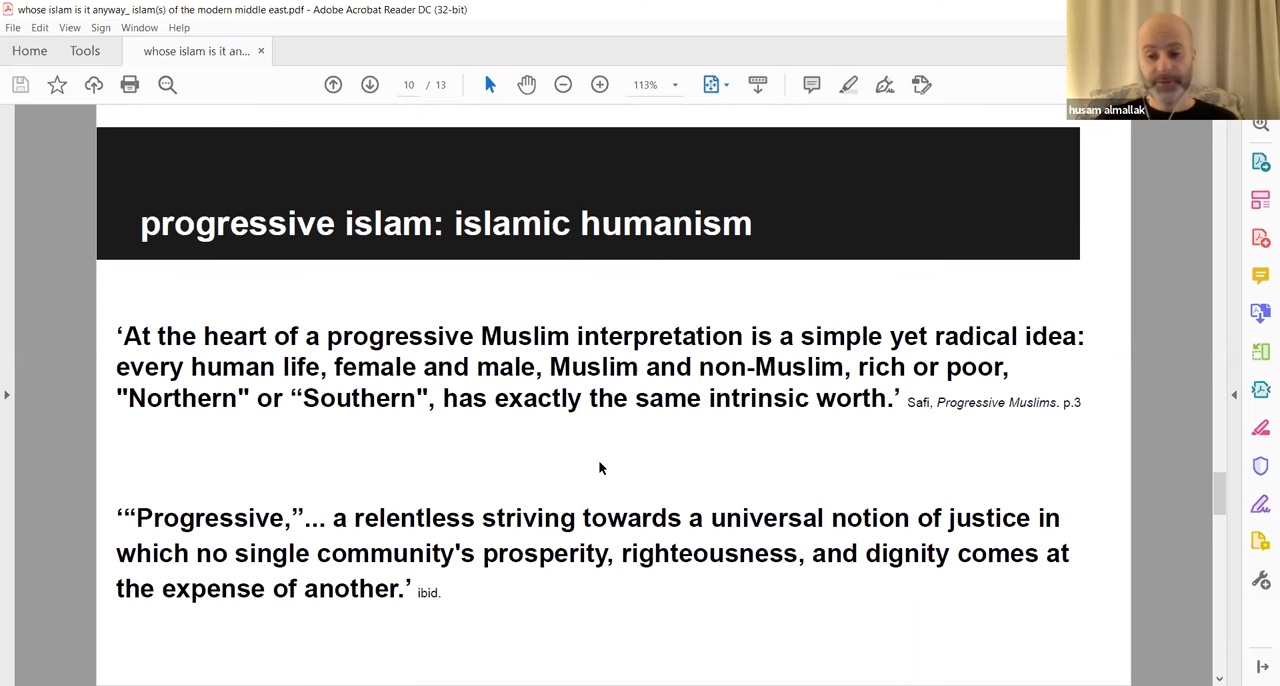 whose islam is it anyway_ islam(s) of the modern middle east.pdf - Adobe Acrobat Reader DC (32-bit)
File Edit View Sign Window Help
Home Tools whose islam is it an... ×
10 / 13 113%
husam almallak
progressive islam: islamic humanism
‘At the heart of a progressive Muslim interpretation is a simple yet radical idea:
every human life, female and male, Muslim and non-Muslim, rich or poor,
"Northern" or “Southern", has exactly the same intrinsic worth.’ Safi, Progressive Muslims. p.3
‘“Progressive,”... a relentless striving towards a universal notion of justice in
which no single community's prosperity, righteousness, and dignity comes at
the expense of another.’ ibid.